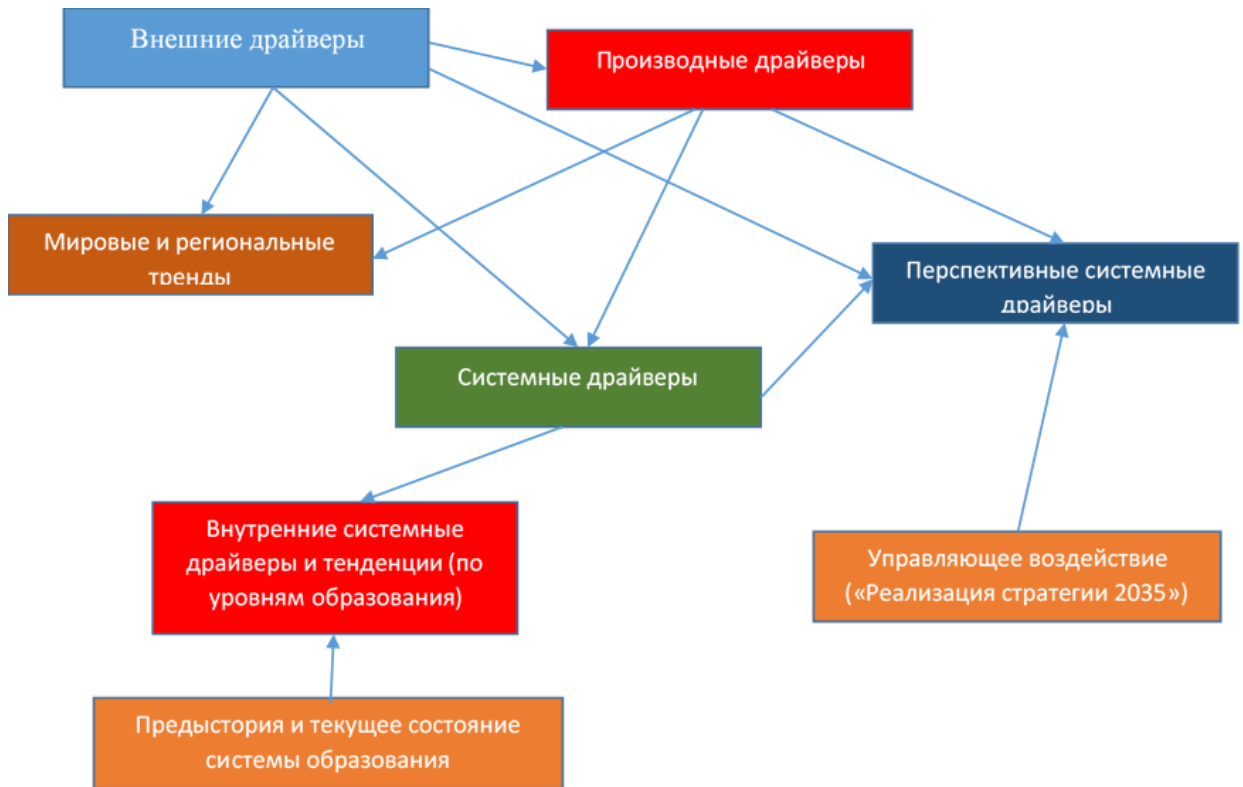 Внешние драйверы
Производные драйверы
Мировые и региональные
тренды
Перспективные системные
драйверы
Системные драйверы
Внутренние системные
драйверы и тенденции (по
уровням образования)
Управляющее воздействие
(«Реализация стратегии 2035»)
Предыстория и текущее состояние
системы образования